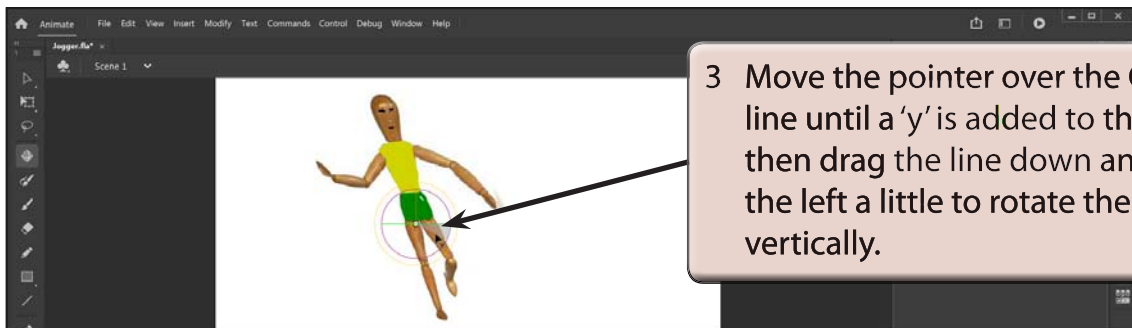 Animate File Edit View Insert Modify Text Commands Control Debug Window Help
Jogger.fla* ×
Scene 1
3 Move the pointer over the
line until a 'y' is added to th
then drag the line down an
the left a little to rotate the
vertically.